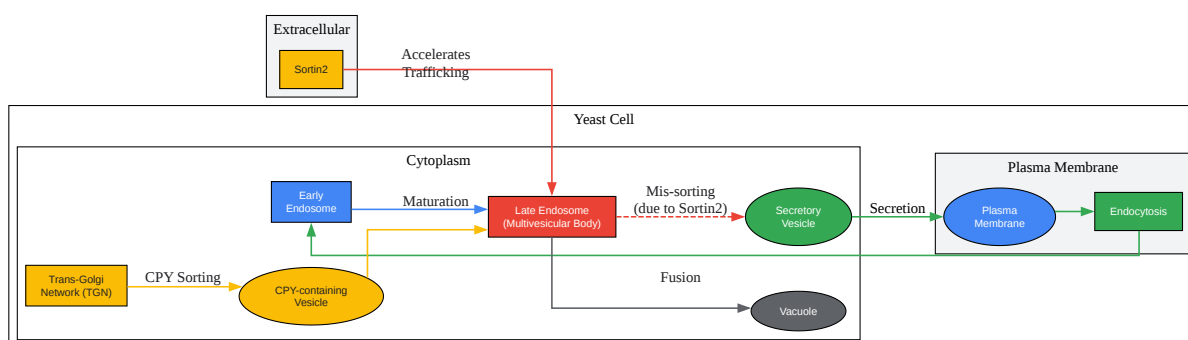 Extracellular
Sortin2
Accelerates
Trafficking
Yeast Cell
Cytoplasm
Plasma Membrane
Early
Endosome
Maturation
Late Endosome
(Multivesicular Body)
Mis-sorting
(due to Sortin2)
Secretory
Vesicle
Secretion
Plasma
Membrane
Endocytosis
Trans-Golgi
Network (TGN)
CPY Sorting
CPY-containing
Vesicle
Fusion
Vacuole